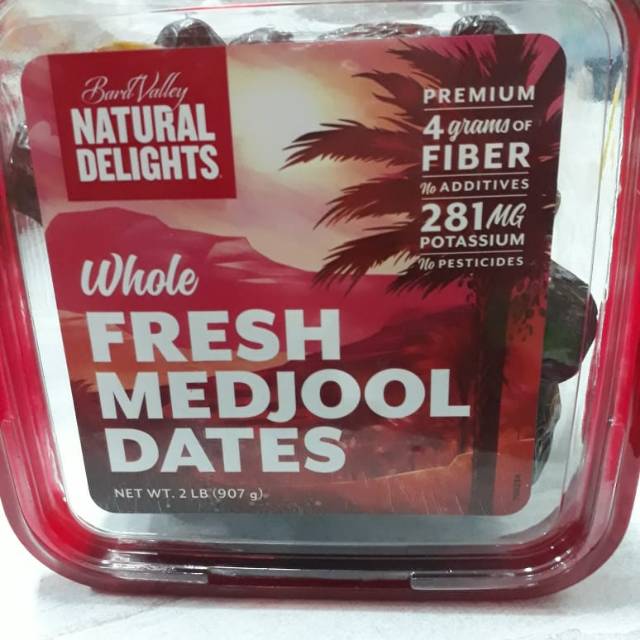 Bard Valley
NATURAL
DELIGHTS
PREMIUM
4 grams OF
FIBER
No ADDITIVES
281 MG
POTASSIUM
No PESTICIDES
Whole
FRESH
MEDJOOL
DATES
NET WT. 2 LB (907 g)